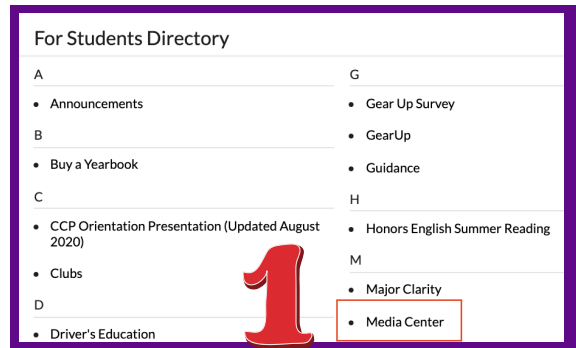 For Students Directory
A
Announcements
B
Buy a Yearbook
C
CCP Orientation Presentation (Updated August
2020)
Clubs
D
Driver's Education
G
Gear Up Survey
GearUp
Guidance
H
Honors English Summer Reading
M
Major Clarity
Media Center
1